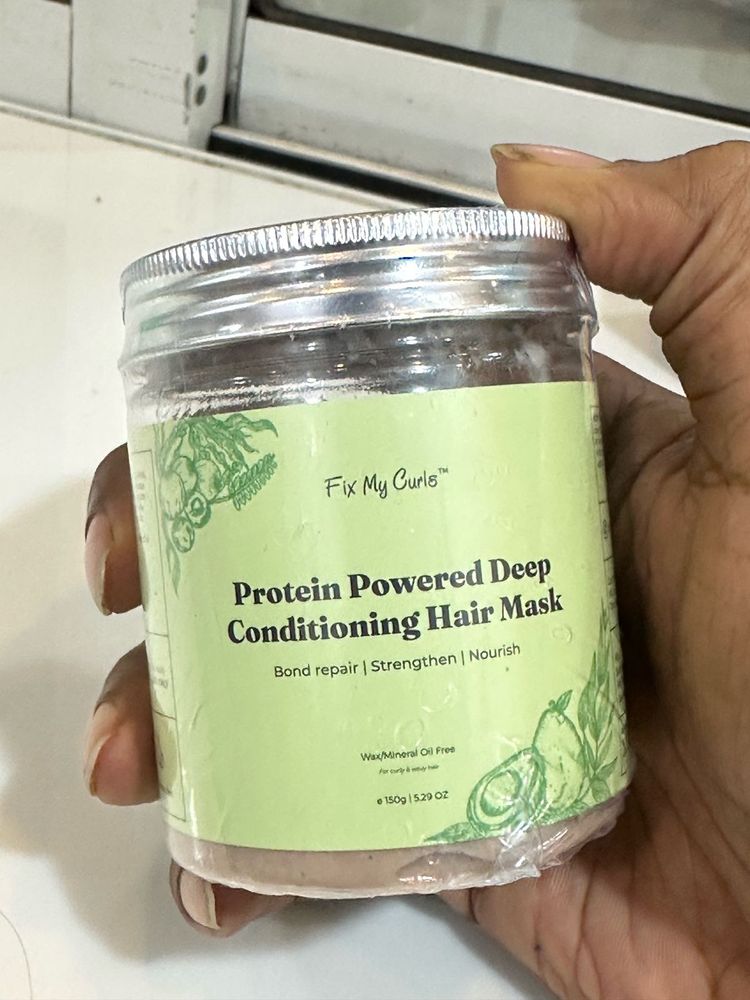 Fix My Curls™
Protein Powered Deep
Conditioning Hair Mask
Bond repair | Strengthen | Nourish
Wax/Mineral Oil Free
For curly & wavy hair
e 150g | 5.29 OZ